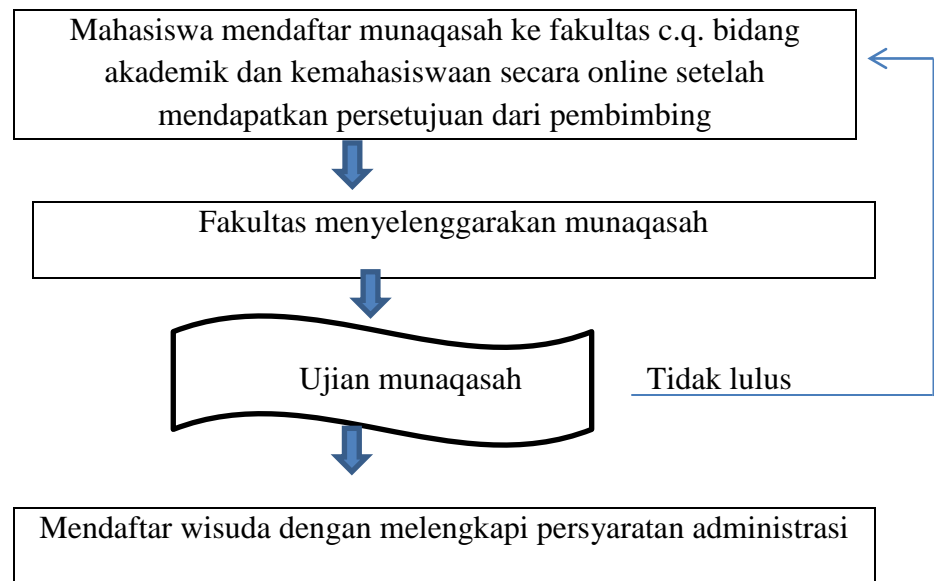 Mahasiswa mendaftar munaqasah ke fakultas c.q. bidang
akademik dan kemahasiswaan secara online setelah
mendapatkan persetujuan dari pembimbing
Fakultas menyelenggarakan munaqasah
Ujian munaqasah
Tidak lulus
Mendaftar wisuda dengan melengkapi persyaratan administrasi